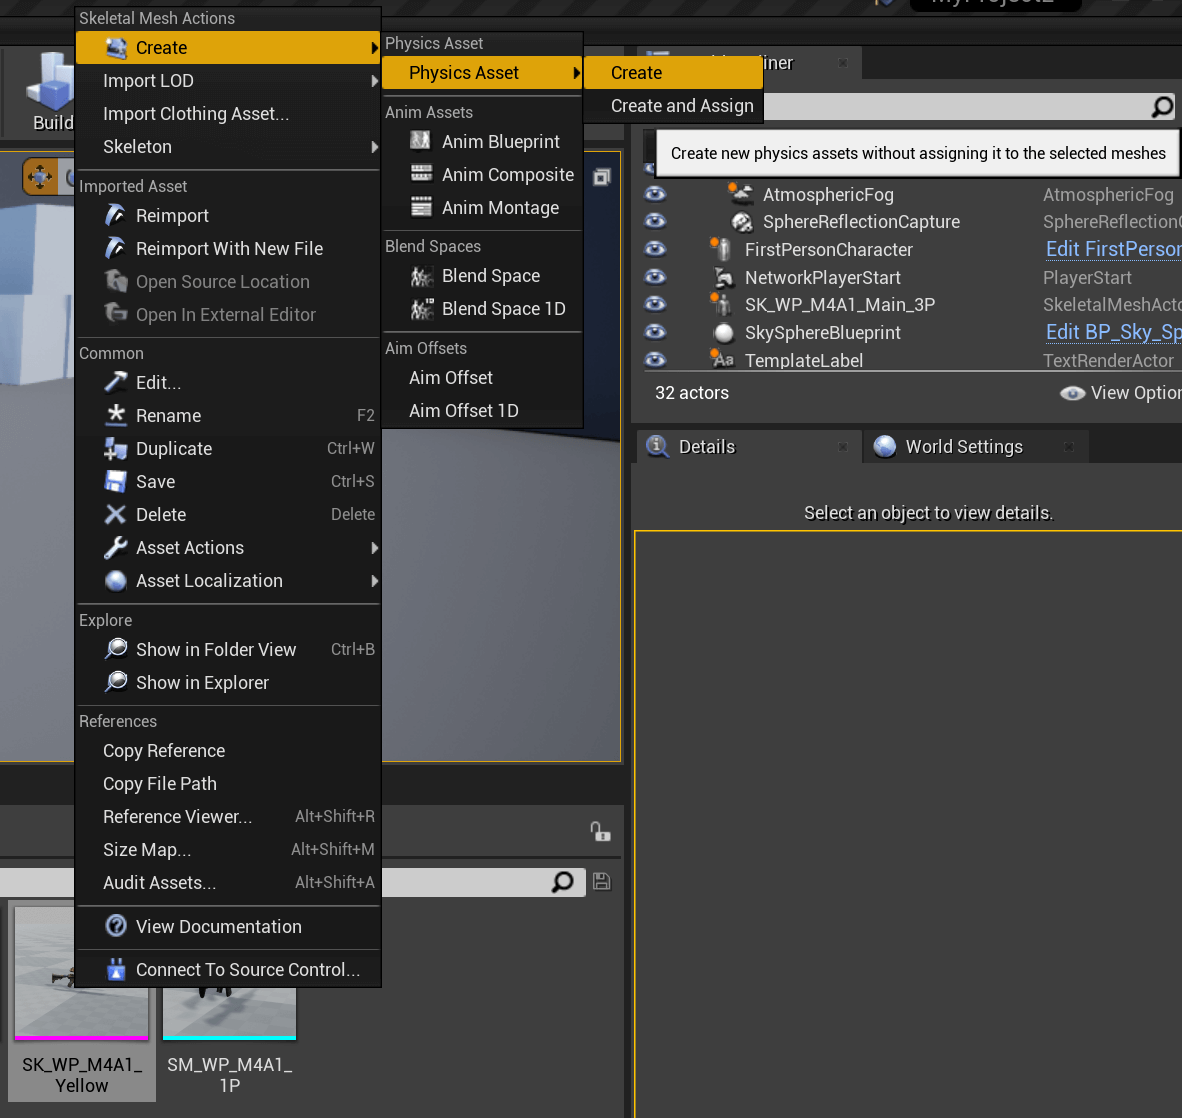 MyProject2
Skeletal Mesh Actions
Create
Import LOD
Import Clothing Asset...
Skeleton
Imported Asset
Reimport
Reimport With New File
Open Source Location
Open In External Editor
Common
Edit...
Rename F2
Duplicate Ctrl+W
Save Ctrl+S
Delete Delete
Asset Actions
Asset Localization
Explore
Show in Folder View Ctrl+B
Show in Explorer
References
Copy Reference
Copy File Path
Reference Viewer... Alt+Shift+R
Size Map... Alt+Shift+M
Audit Assets... Alt+Shift+A
View Documentation
Connect To Source Control...
Physics Asset
Physics Asset
Anim Assets
Anim Blueprint
Anim Composite
Anim Montage
Blend Spaces
Blend Space
Blend Space 1D
Aim Offsets
Aim Offset
Aim Offset 1D
Create
Create and Assign
Create new physics assets without assigning it to the selected meshes
Build
iner
AtmosphericFog AtmosphericFog
SphereReflectionCapture SphereReflectionC
FirstPersonCharacter Edit FirstPerson
NetworkPlayerStart PlayerStart
SK_WP_M4A1_Main_3P SkeletalMeshActo
SkySphereBlueprint Edit BP_Sky_Sp
TemplateLabel TextRenderActor
32 actors
View Option
Details
World Settings
Select an object to view details.
SK_WP_M4A1_
Yellow
SM_WP_M4A1_
1P